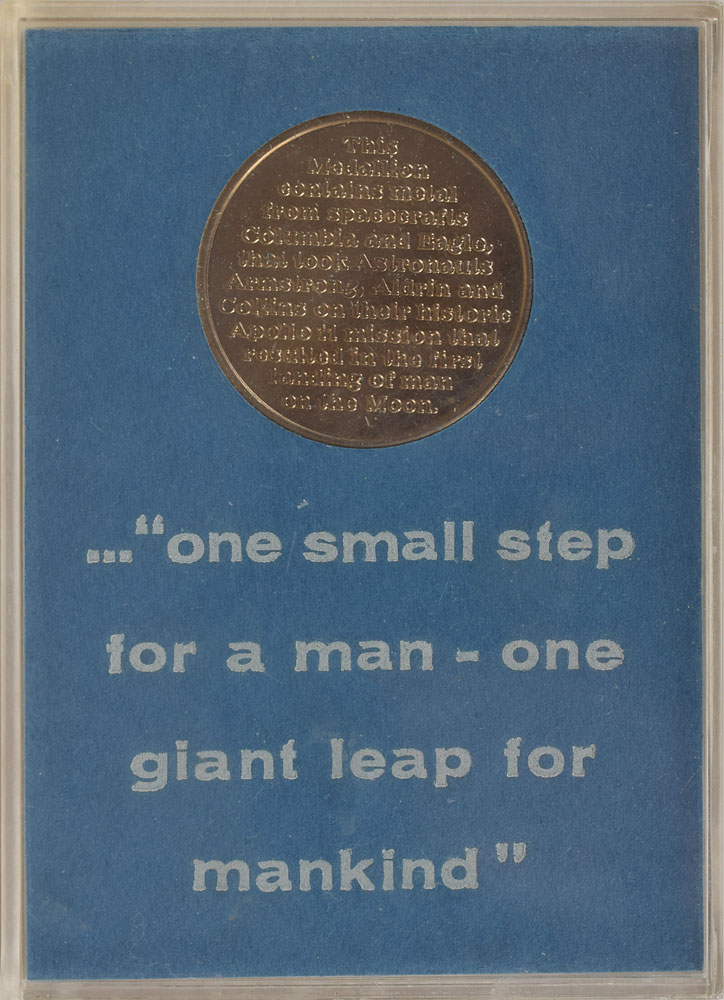 This
Medallion
contains metal
from spacecrafts
Columbia and Eagle,
that took Astronauts
Armstrong, Aldrin and
Collins on their historic
Apollo 11 mission that
resulted in the first
landing of man
on the Moon.
..."one small step
for a man - one
giant leap for
mankind"